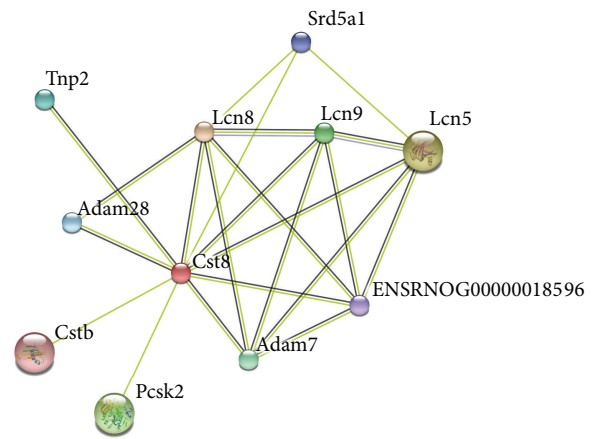 Srd5a1
Tnp2
Lcn8
Lcn9
Lcn5
Adam28
Cst8
ENSRNOG00000018596
Cstb
Adam7
Pcsk2